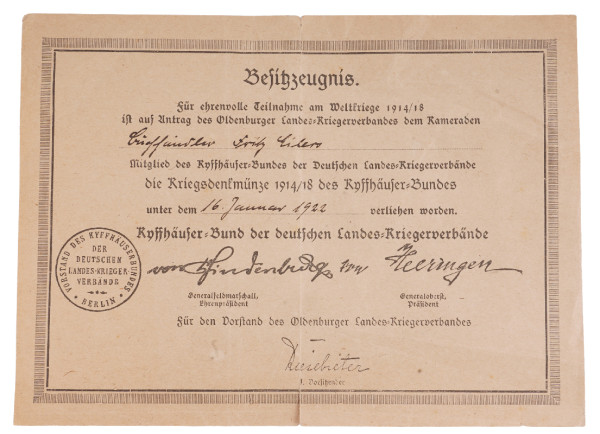 Besitzzeugnis.
Für ehrenvolle Teilnahme am Weltkriege 1914/18
ist auf Antrag des Oldenburger Landes-Kriegerverbandes dem Kameraden
Buchhändler Fritz Eilers
Mitglied des Kyffhäuser-Bundes der Deutschen Landes-Kriegerverbände
die Kriegsdenkmünze 1914/18 des Kyffhäuser-Bundes
unter dem 16. Januar 1922 verliehen worden.
Kyffhäuser-Bund der deutschen Landes-Kriegerverbände
VORSTAND DES KYFFHÄUSERBUNDES
DER
DEUTSCHEN
LANDES-KRIEGER-
VERBÄNDE
BERLIN
von Hindenburg von Heeringen
Generalfeldmarschall, Generaloberst,
Ehrenpräsident Präsident
Für den Vorstand des Oldenburger Landes-Kriegerverbandes
1. Vorsitzender